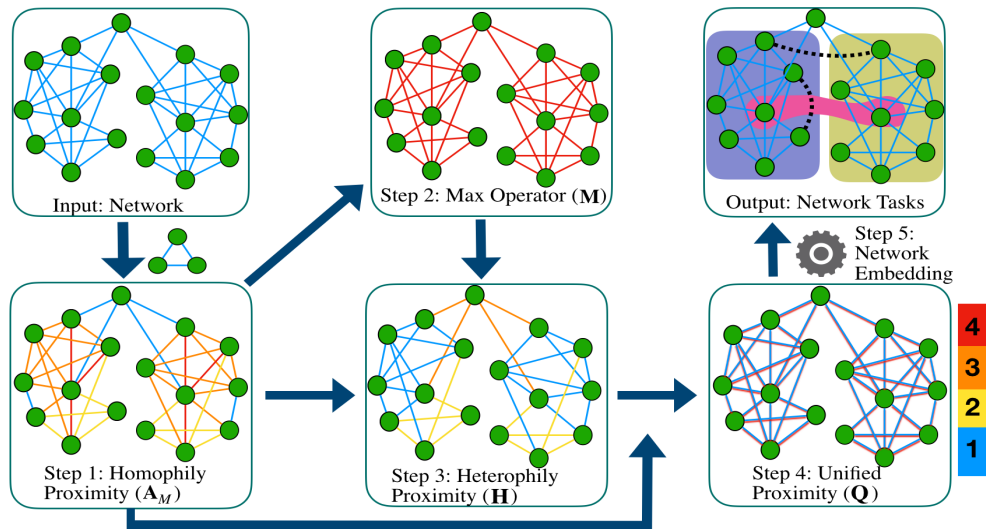 Input: Network
Step 2: Max Operator (M)
Output: Network Tasks
Step 5:
Network
Embedding
Step 1: Homophily
Proximity (A_M)
Step 3: Heterophily
Proximity (H)
Step 4: Unified
Proximity (Q)
4
3
2
1